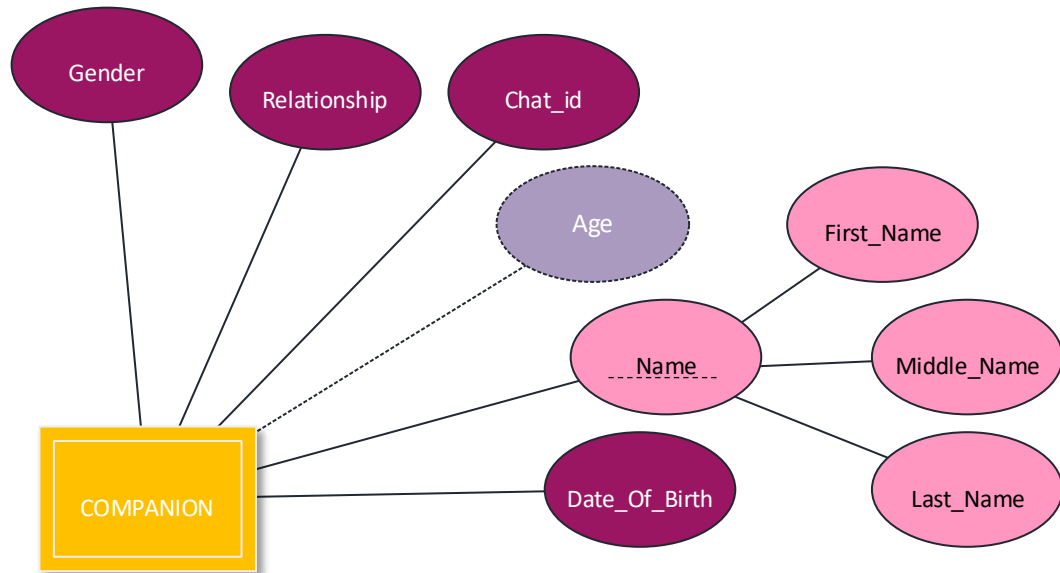 Gender
Relationship
Chat_id
Age
First_Name
Name
Middle_Name
COMPANION
Date_Of_Birth
Last_Name